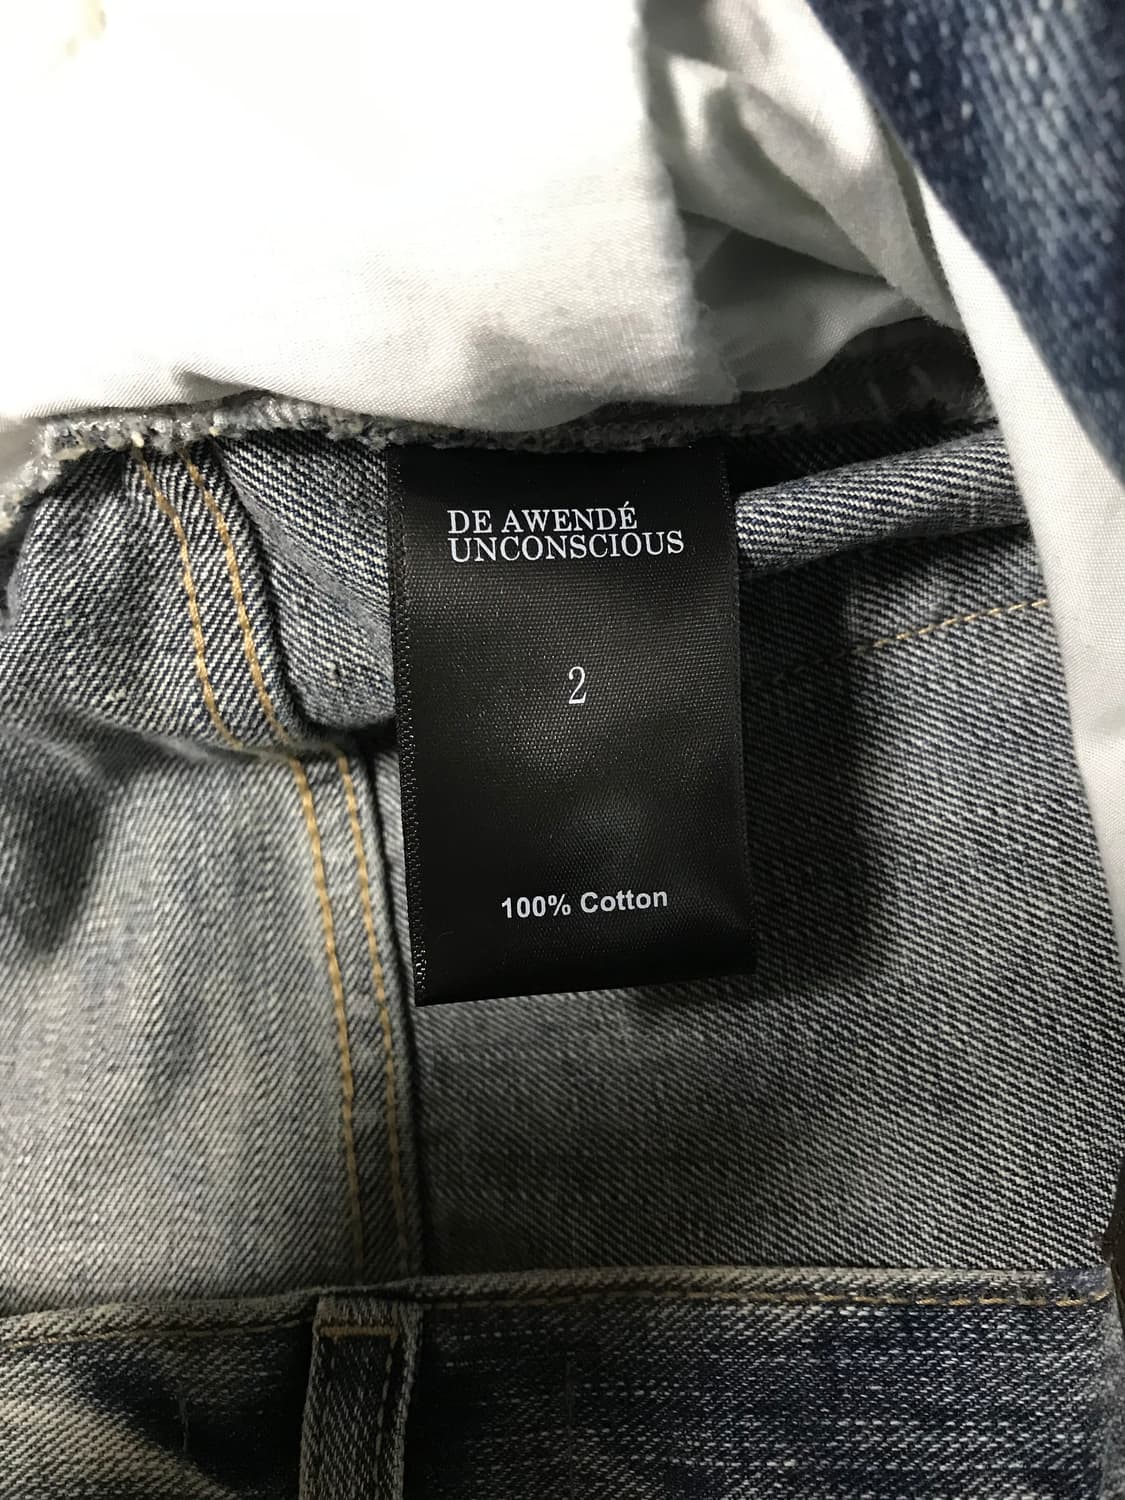 DE AWENDÉ
UNCONSCIOUS
2
100% Cotton